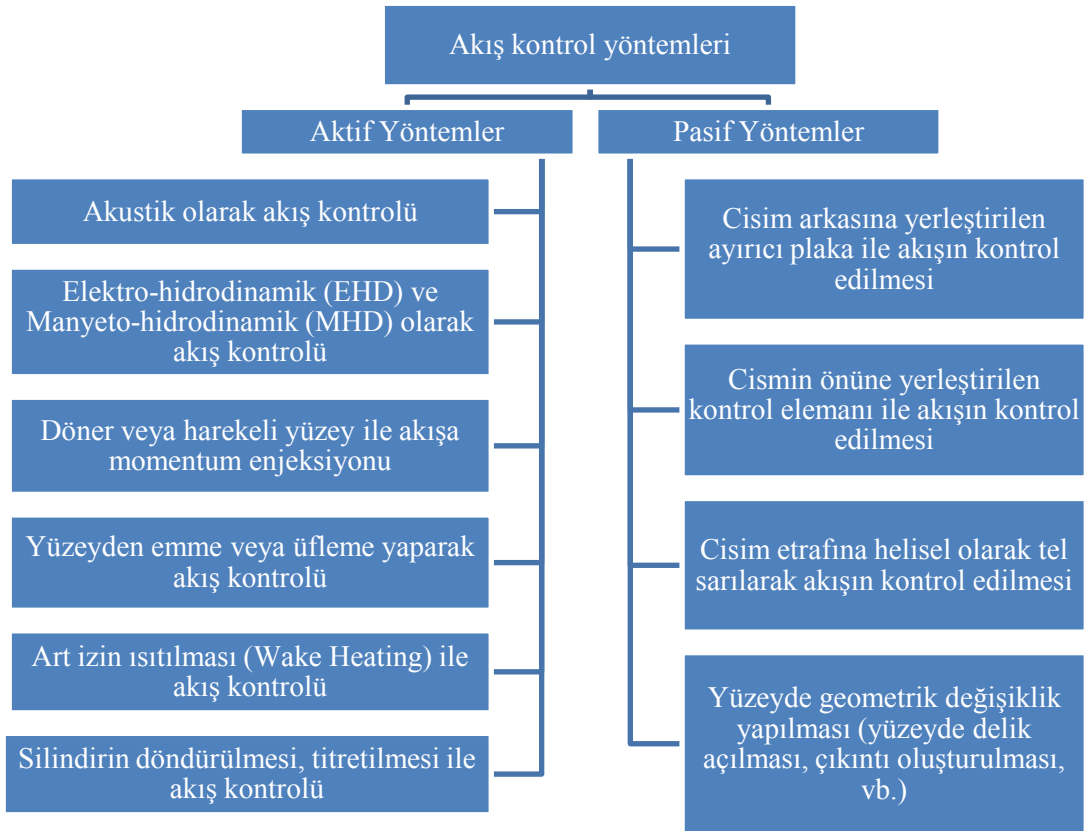 Akış kontrol yöntemleri
Aktif Yöntemler
Akustik olarak akış kontrolü
Elektro-hidrodinamik (EHD) ve
Manyeto-hidrodinamik (MHD) olarak
akış kontrolü
Döner veya harekeli yüzey ile akışa
momentum enjeksiyonu
Yüzeyden emme veya üfleme yaparak
akış kontrolü
Art izin ısıtılması (Wake Heating) ile
akış kontrolü
Silindirin döndürülmesi, titretilmesi ile
akış kontrolü
Pasif Yöntemler
Cisim arkasına yerleştirilen
ayırıcı plaka ile akışın kontrol
edilmesi
Cismin önüne yerleştirilen
kontrol elemanı ile akışın kontrol
edilmesi
Cisim etrafına helisel olarak tel
sarılarak akışın kontrol edilmesi
Yüzeyde geometrik değişiklik
yapılması (yüzeyde delik
açılması, çıkıntı oluşturulması,
vb.)